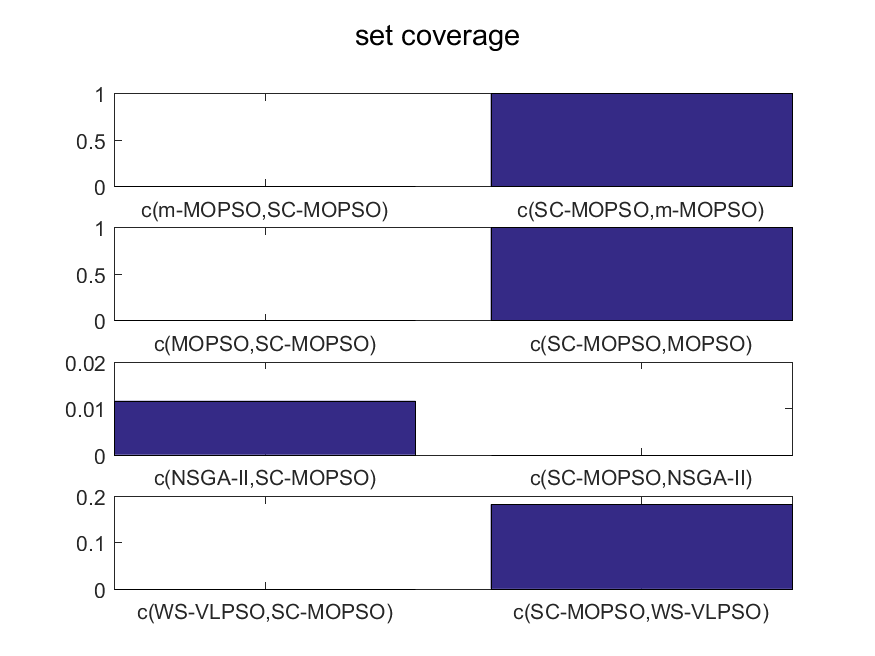 set coverage
1
0.5
0
c(m-MOPSO,SC-MOPSO) c(SC-MOPSO,m-MOPSO)
1
0.5
0
c(MOPSO,SC-MOPSO) c(SC-MOPSO,MOPSO)
0.02
0.01
0
c(NSGA-II,SC-MOPSO) c(SC-MOPSO,NSGA-II)
0.2
0.1
0
c(WS-VLPSO,SC-MOPSO) c(SC-MOPSO,WS-VLPSO)